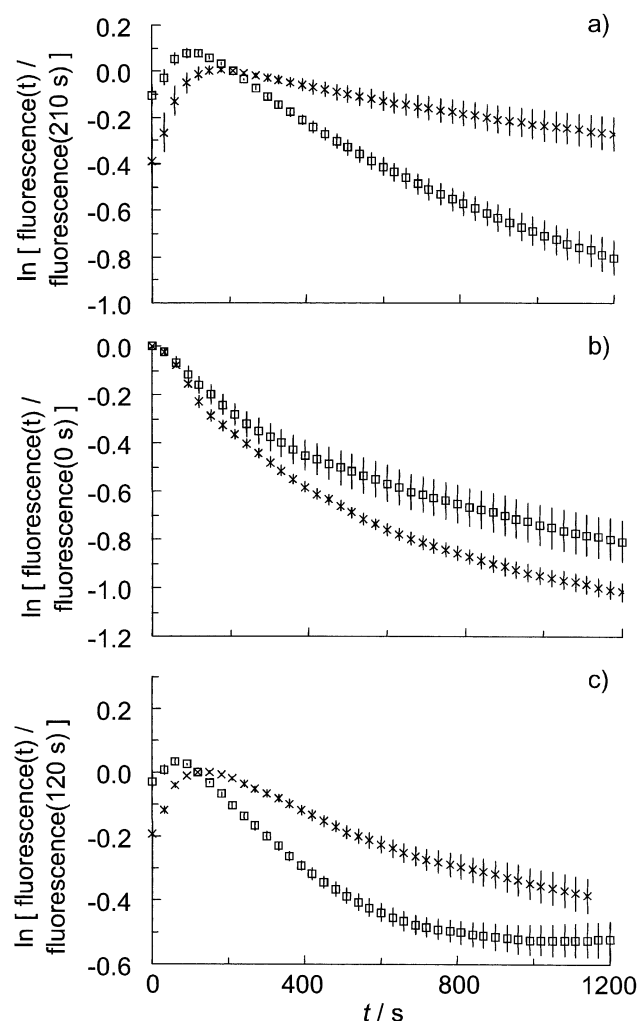 a)
0.2
0.0
-0.2
-0.4
-0.6
-0.8
-1.0
ln [ fluorescence(t) /
fluorescence(210 s) ]
b)
0.0
-0.2
-0.4
-0.6
-0.8
-1.0
-1.2
ln [ fluorescence(t) /
fluorescence(0 s) ]
c)
0.2
0.0
-0.2
-0.4
-0.6
ln [ fluorescence(t) /
fluorescence(120 s) ]
0 400 800 1200
t / s